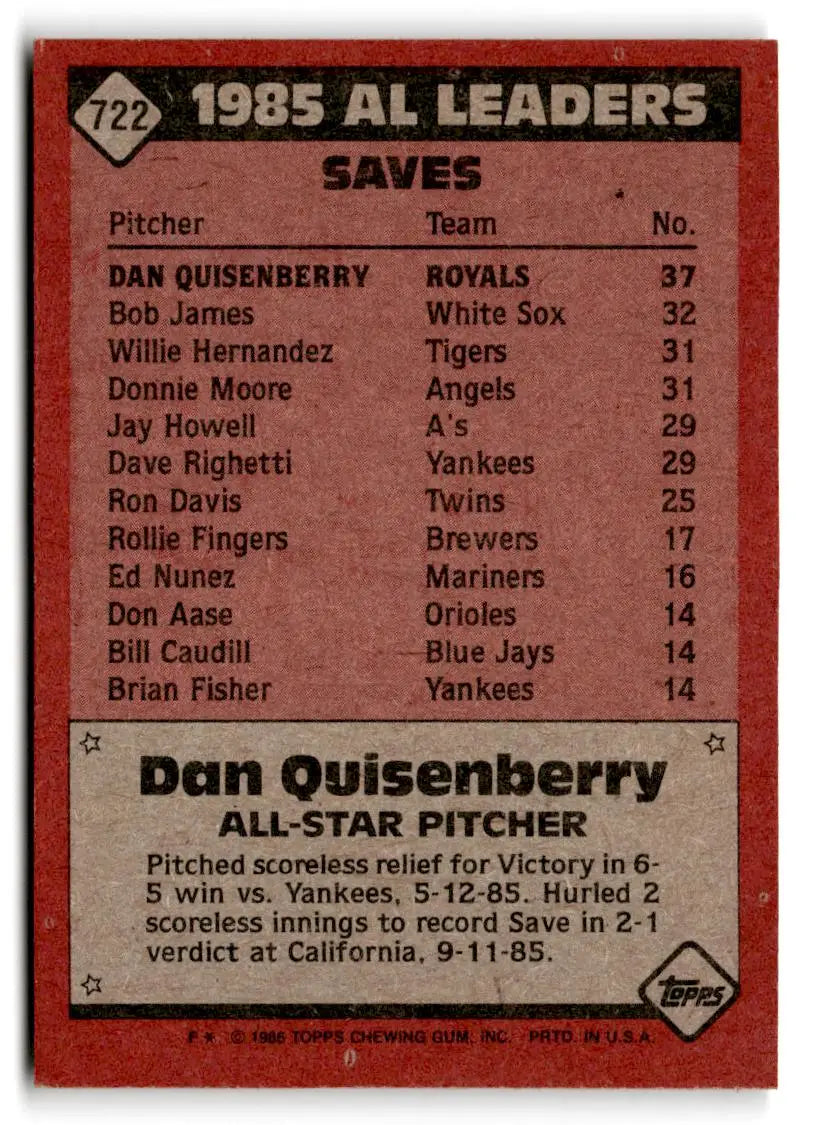 722 1985 AL LEADERS
SAVES
Pitcher Team No.
DAN QUISENBERRY ROYALS 37
Bob James White Sox 32
Willie Hernandez Tigers 31
Donnie Moore Angels 31
Jay Howell A's 29
Dave Righetti Yankees 29
Ron Davis Twins 25
Rollie Fingers Brewers 17
Ed Nunez Mariners 16
Don Aase Orioles 14
Bill Caudill Blue Jays 14
Brian Fisher Yankees 14
Dan Quisenberry
ALL-STAR PITCHER
Pitched scoreless relief for Victory in 6-
5 win vs. Yankees, 5-12-85. Hurled 2
scoreless innings to record Save in 2-1
verdict at California, 9-11-85.
topps
F * © 1986 TOPPS CHEWING GUM, INC. PRTD. IN U.S.A.